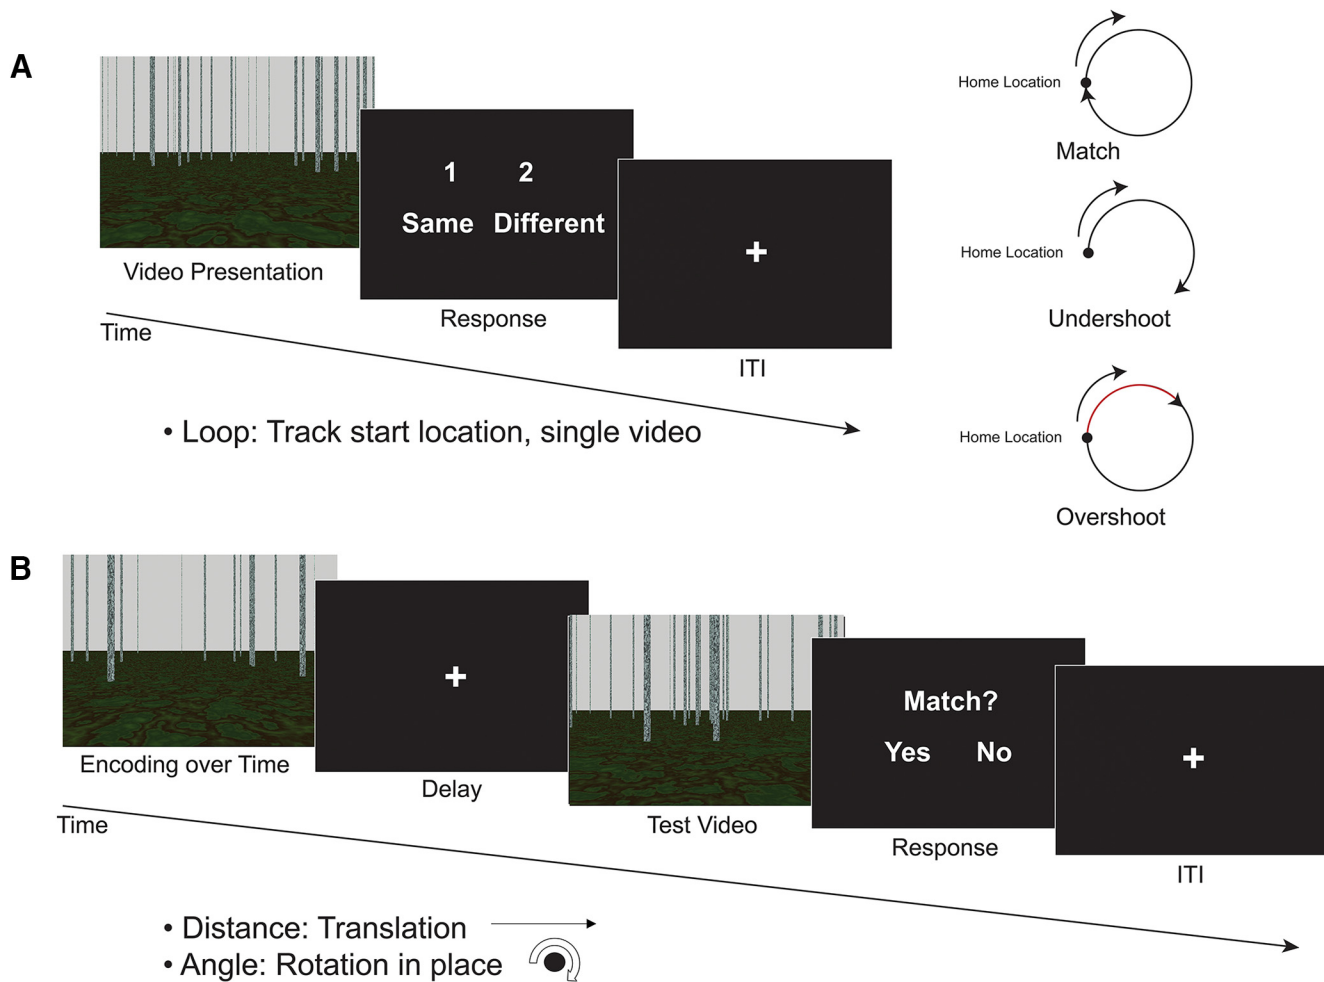 A
Video Presentation
1 2
Same Different
Response
+
ITI
Time
• Loop: Track start location, single video
Home Location
Match
Home Location
Undershoot
Home Location
Overshoot
B
Encoding over Time
+
Delay
Test Video
Match?
Yes No
Response
+
ITI
Time
• Distance: Translation
• Angle: Rotation in place